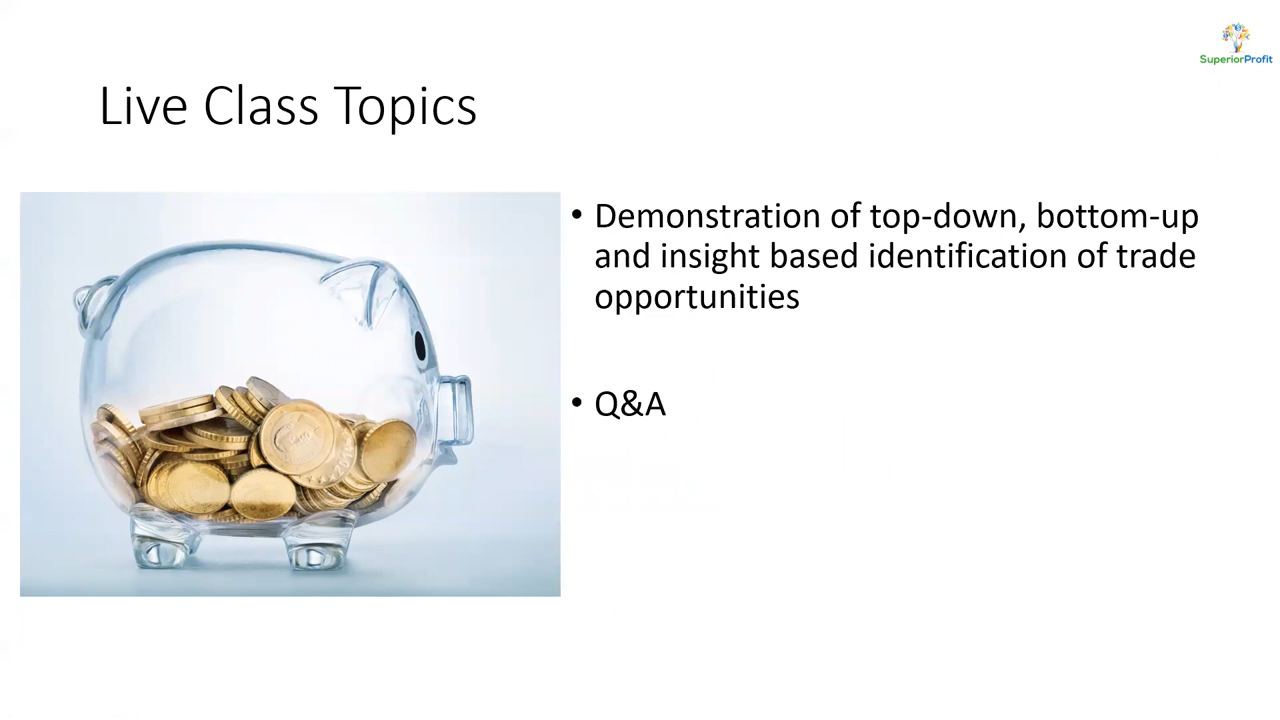 SuperiorProfit
Live Class Topics
• Demonstration of top-down, bottom-up
and insight based identification of trade
opportunities
• Q&A